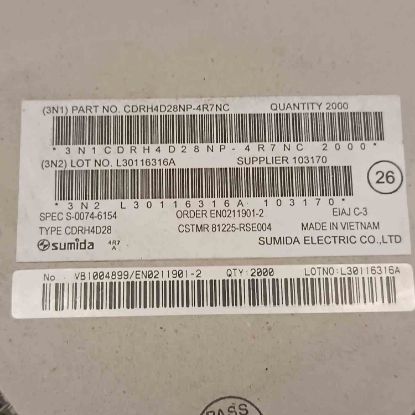 (3N1) PART NO. CDRH4D28NP-4R7NC QUANTITY 2000
*3N1CDRH4D28NP-4R7NC 2000*
(3N2) LOT NO. L30116316A SUPPLIER 103170
26
*3N2 L30116316A 103170*
SPEC S-0074-6154 ORDER EN0211901-2 EIAJ C-3
TYPE CDRH4D28 CSTMR 81225-RSE004 MADE IN VIETNAM
sumida 4R7 A SUMIDA ELECTRIC CO.,LTD
No. VB1004899/EN0211901-2 QTY:2000 LOTNO:L30116316A
PASS